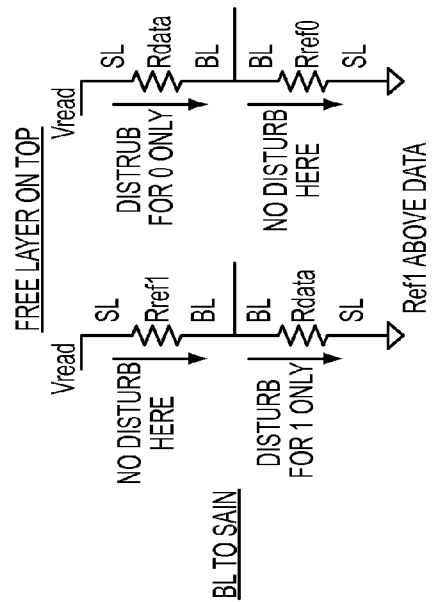 FREE LAYER ON TOP
BL TO SAIN
Vread
SL
NO DISTURB
HERE
Rref1
BL
BL
DISTURB
FOR 1 ONLY
Rdata
SL
Vread
SL
DISTRUB
FOR 0 ONLY
Rdata
BL
BL
NO DISTURB
HERE
Rref0
SL
Ref1 ABOVE DATA